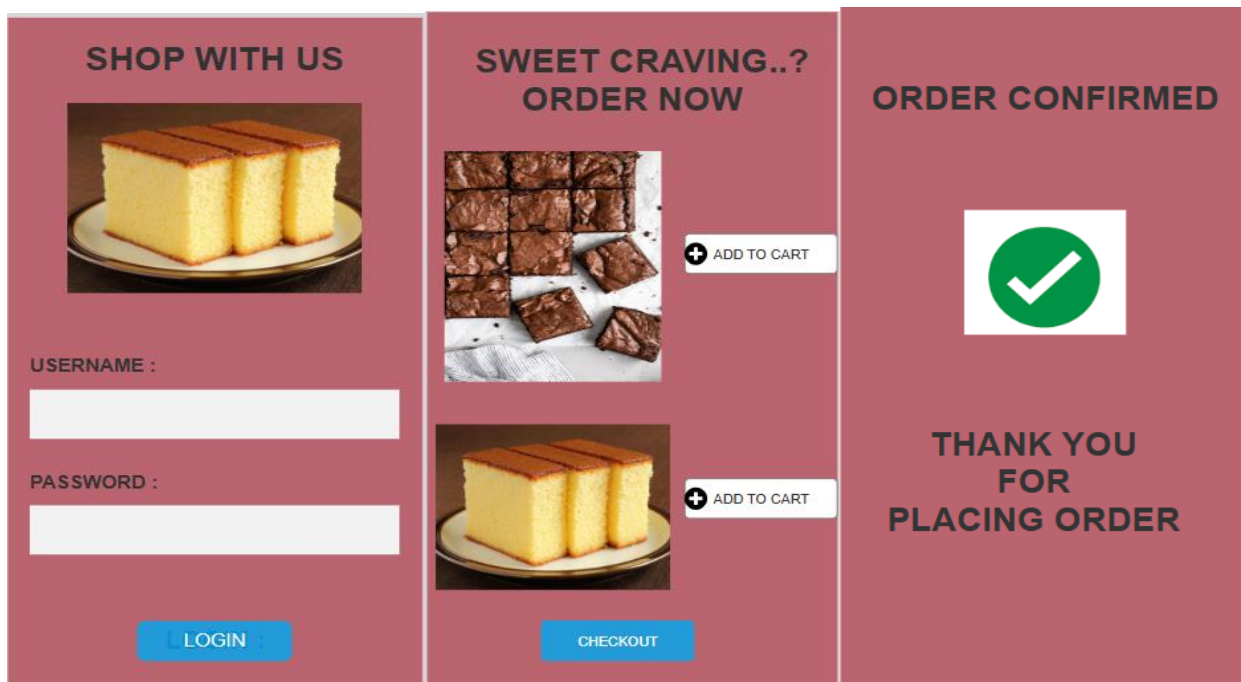 SHOP WITH US
USERNAME :
PASSWORD :
LOGIN
SWEET CRAVING..?
ORDER NOW
ADD TO CART
ADD TO CART
CHECKOUT
ORDER CONFIRMED
THANK YOU
FOR
PLACING ORDER